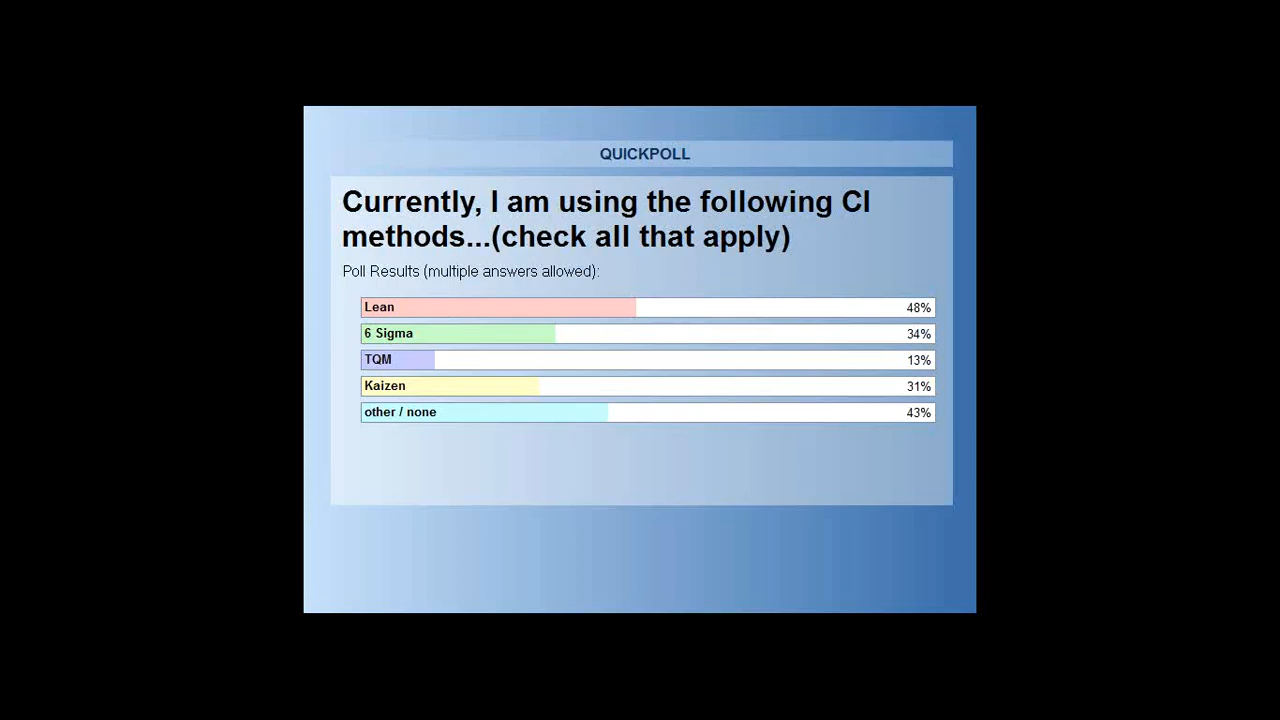 QUICKPOLL
Currently, I am using the following CI
methods...(check all that apply)
Poll Results (multiple answers allowed):
Lean 48%
6 Sigma 34%
TQM 13%
Kaizen 31%
other / none 43%